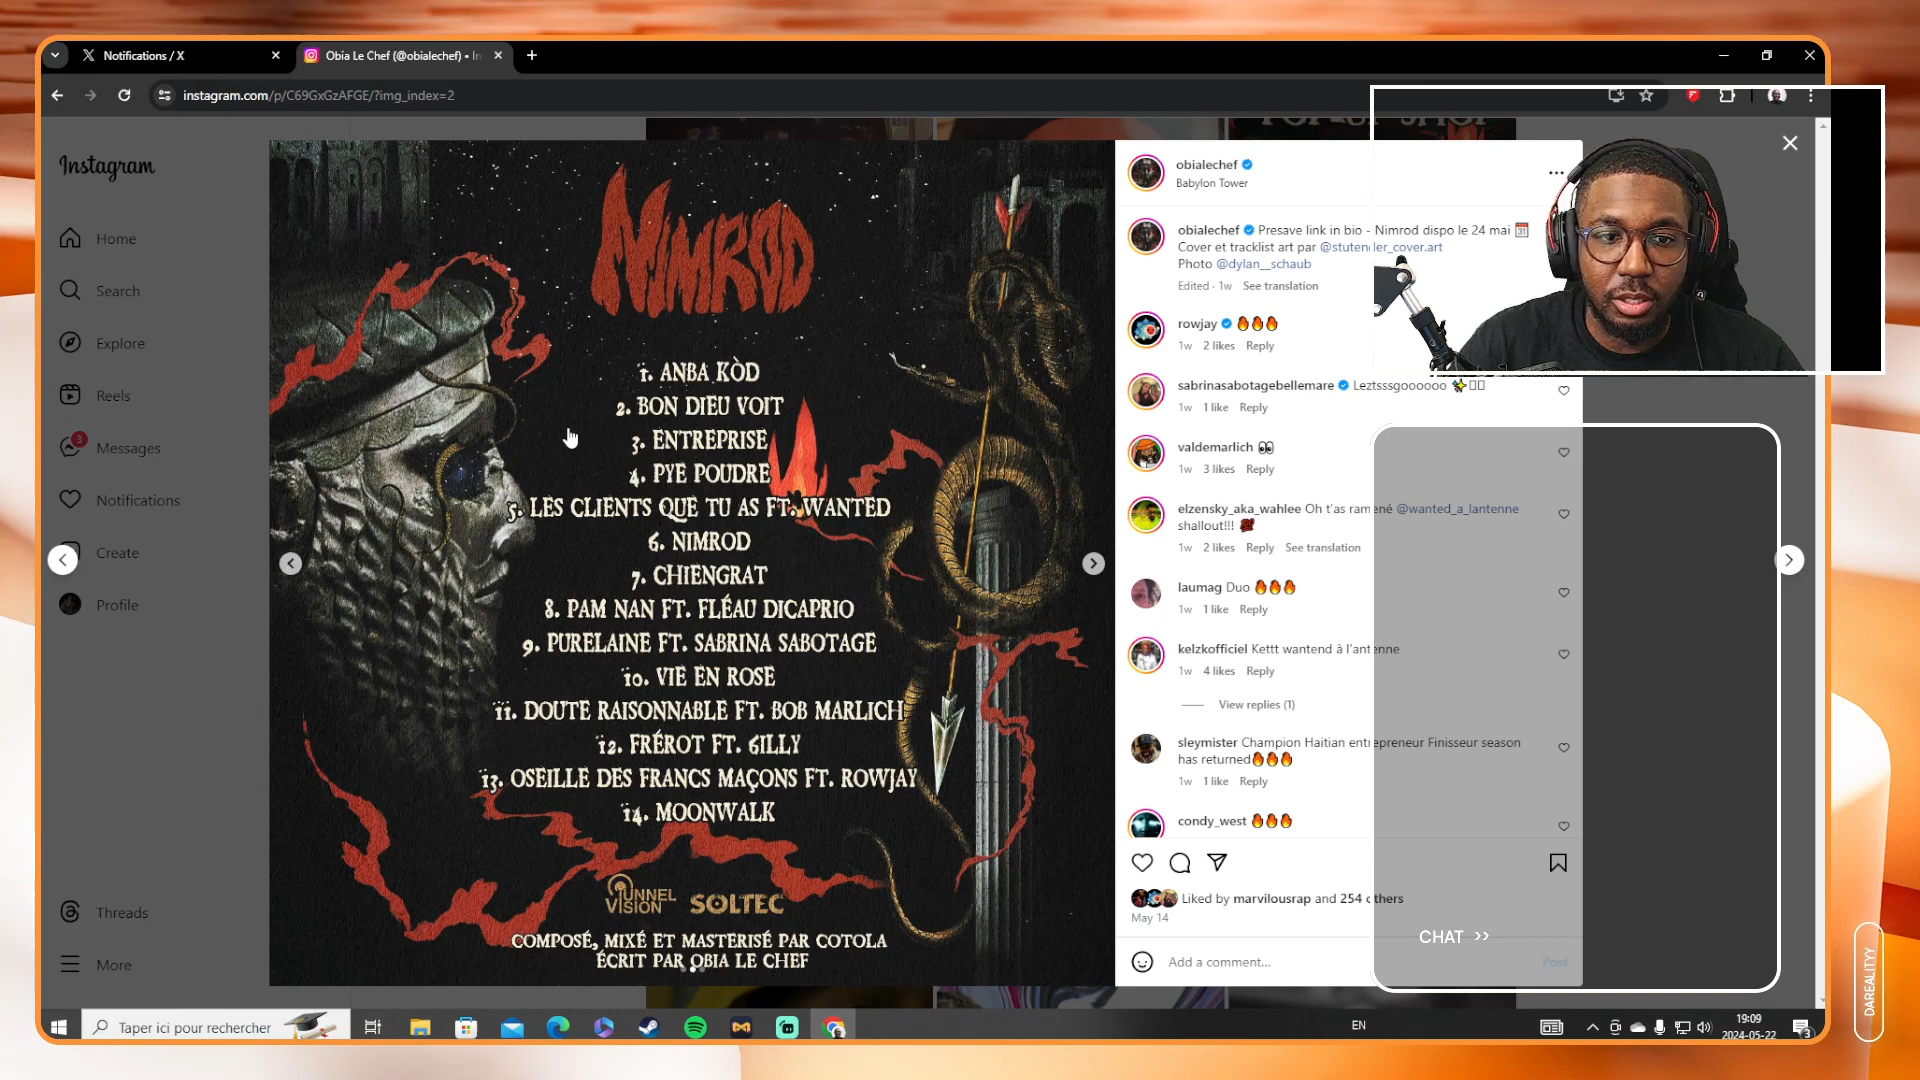 Notifications / X
Obia Le Chef (@obialechef) • In
instagram.com/p/C69GxGzAFGE/?img_index=2
Instagram
Home
Search
Explore
Reels
3
Messages
Notifications
Create
Profile
Threads
More
NIMROD
1. ANBA KÒD
2. BON DIEU VOIT
3. ENTREPRISE
4. PYE POUDRE
5. LES CLIENTS QUE TU AS FT. WANTED
6. NIMROD
7. CHIENGRAT
8. PAM NAN FT. FLÉAU DICAPRIO
9. PURELAINE FT. SABRINA SABOTAGE
10. VIE EN ROSE
11. DOUTE RAISONNABLE FT. BOB MARLICH
12. FRÉROT FT. 6ILLY
13. OSEILLE DES FRANCS MAÇONS FT. ROWJAY
14. MOONWALK
TUNNEL VISION SOLTEC
COMPOSÉ, MIXÉ ET MASTERISÉ PAR COTOLA
ÉCRIT PAR OBIA LE CHEF
obialechef
Babylon Tower
obialechef Presave link in bio - Nimrod dispo le 24 mai 📅
Cover et tracklist art par @stutender_cover.art
Photo @dylan__schaub
Edited · 1w See translation
rowjay 🔥🔥🔥
1w 2 likes Reply
sabrinasabotagebellemare Leztsssgoooooo ✨
1w 1 like Reply
valdemarlich 👀
1w 3 likes Reply
elzensky_aka_wahlee Oh t'as ramené @wanted_a_lantenne
shallout!!!
1w 2 likes Reply See translation
laumag Duo 🔥🔥🔥
1w 1 like Reply
kelzkofficiel Kettt wantend à l'antenne
1w 4 likes Reply
View replies (1)
sleymister Champion Haitian entrepreneur Finisseur season
has returned🔥🔥🔥
1w 1 like Reply
condy_west 🔥🔥🔥
Liked by marvilousrap and 254 others
May 14
Add a comment...
Post
CHAT >>
DAREALITYY
Taper ici pour rechercher
EN
19:09
2024-05-22
3